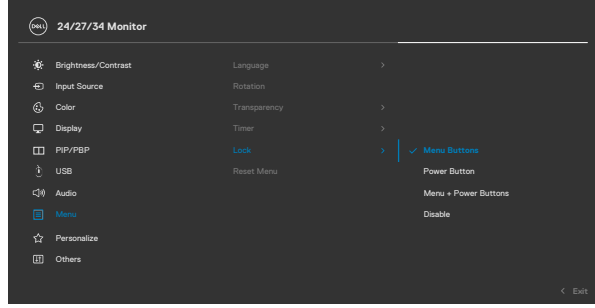 DELL
24/27/34 Monitor
Brightness/Contrast
Input Source
Color
Display
PIP/PBP
USB
Audio
Menu
Personalize
Others
Language
Rotation
Transparency
Timer
Lock
Reset Menu
Menu Buttons
Power Button
Menu + Power Buttons
Disable
Exit